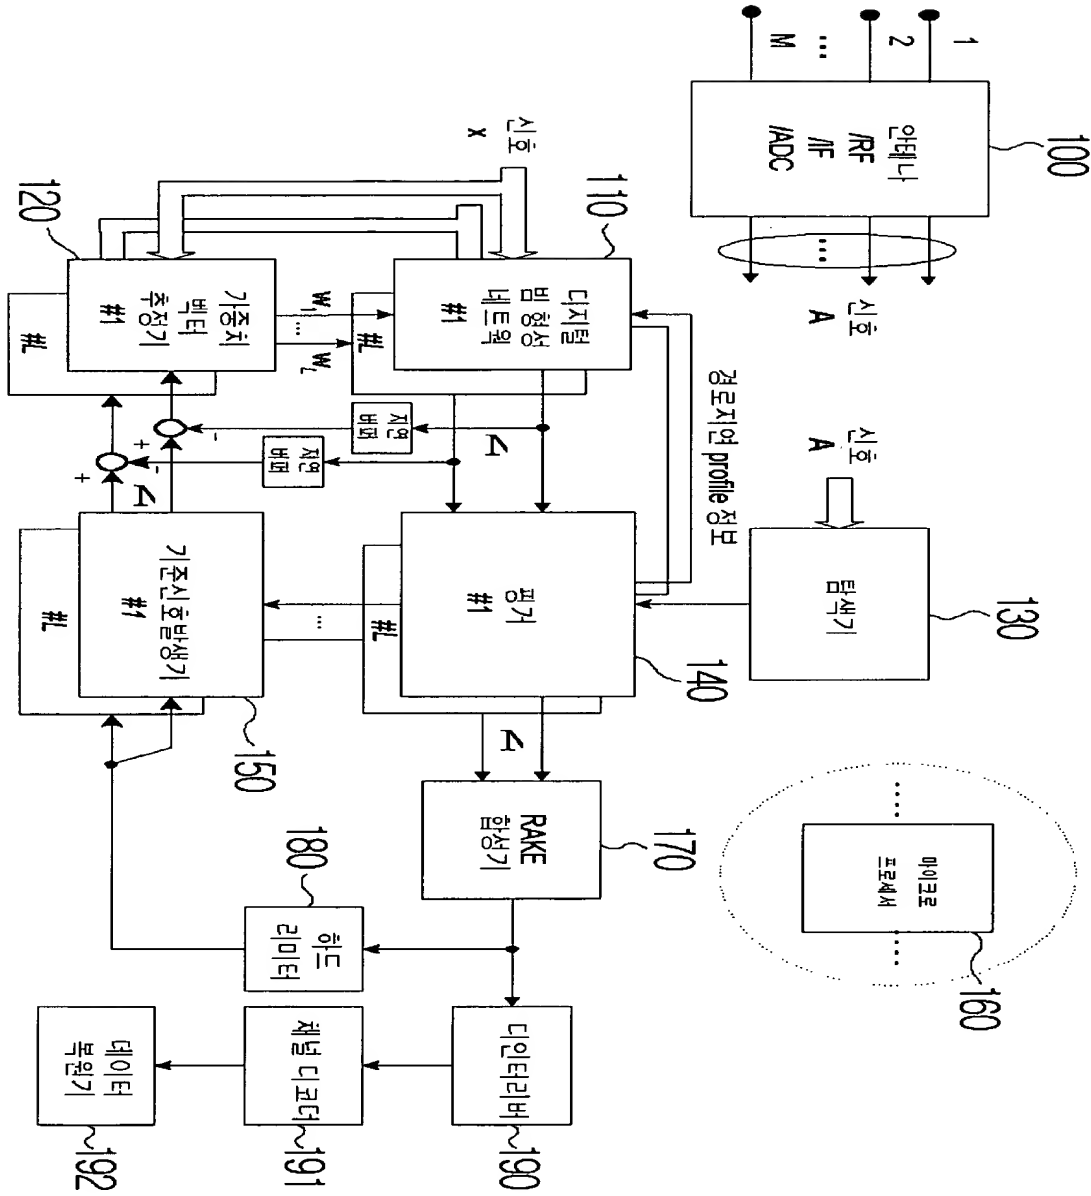 1
2
...
M
안테나
/RF
/IF
/ADC
100
...
신호
A
신호
A
탐색기
130
....
마이크로
프로세서
....
160
신호
x
디지털
빔 형성
네트웍
#1
#L
110
경로지연 profile 정보
핑거
#1
#L
140
RAKE
합성기
170
디인터리버
190
W1
...
WL
지연
버퍼
-
지연
버퍼
-
+
+
...
하드
리미터
180
채널 디코더
191
가중치
벡터
추정기
#1
#L
120
기준신호발생기
#1
#L
150
데이터
복원기
192